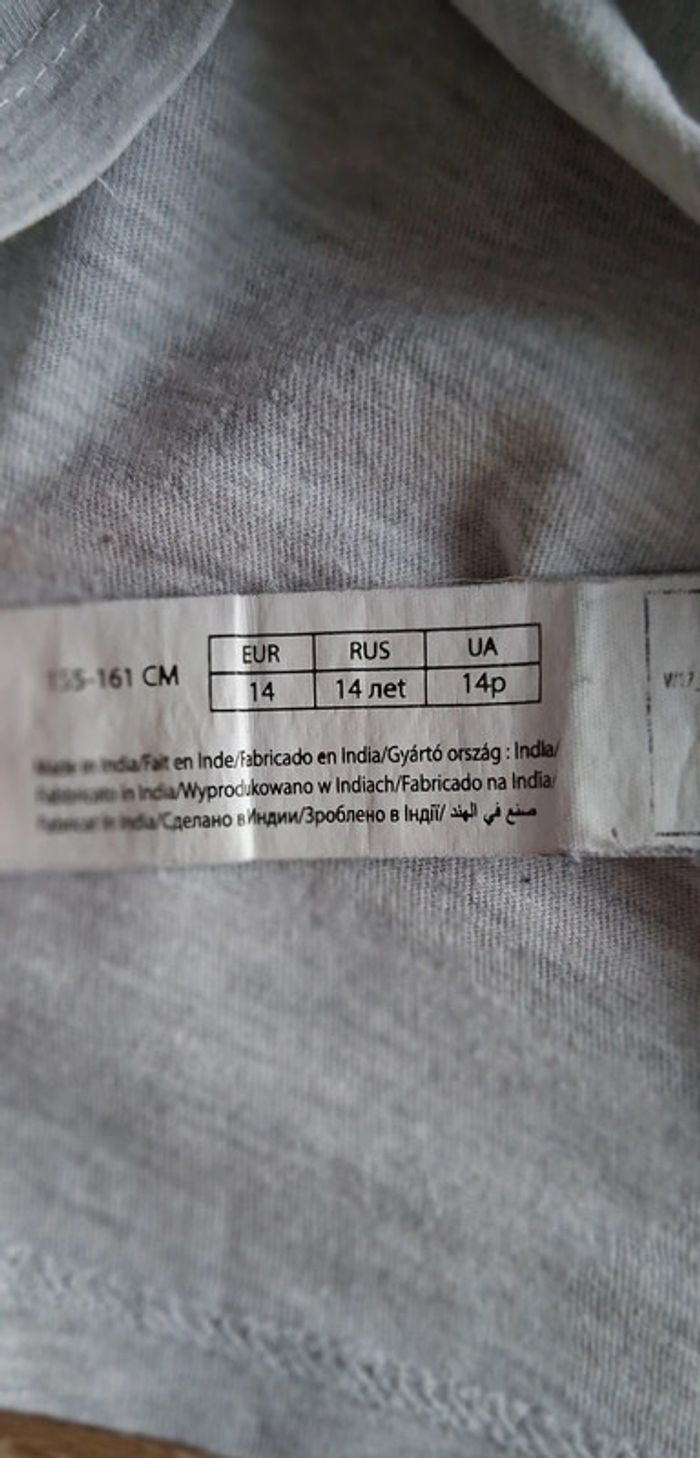 155-161 CM
EUR RUS UA
14 14 лet 14p
Made in India/Fait en Inde/Fabricado en India/Gyártó ország : India/
Fabbricato in India/Wyprodukowano w Indiach/Fabricado na India/
Fabricat in India/Сделано в Индии/Зроблено в Індії/ صنع في الهند